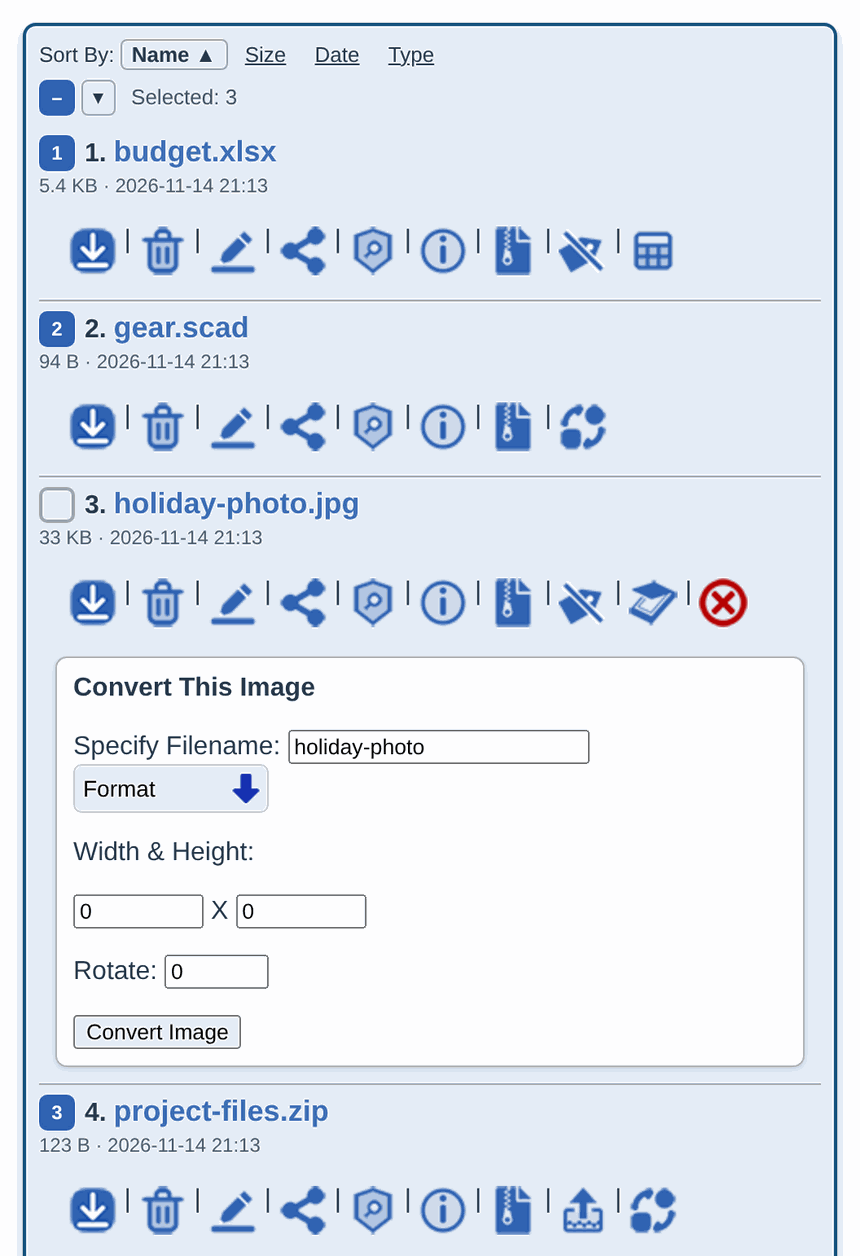 Sort By: Name ▲ Size Date Type
– ▼ Selected: 3
1 1. budget.xlsx
5.4 KB · 2026-11-14 21:13
2 2. gear.scad
94 B · 2026-11-14 21:13
3. holiday-photo.jpg
33 KB · 2026-11-14 21:13
Convert This Image
Specify Filename: holiday-photo
Format
Width & Height:
0 X 0
Rotate: 0
Convert Image
3 4. project-files.zip
123 B · 2026-11-14 21:13